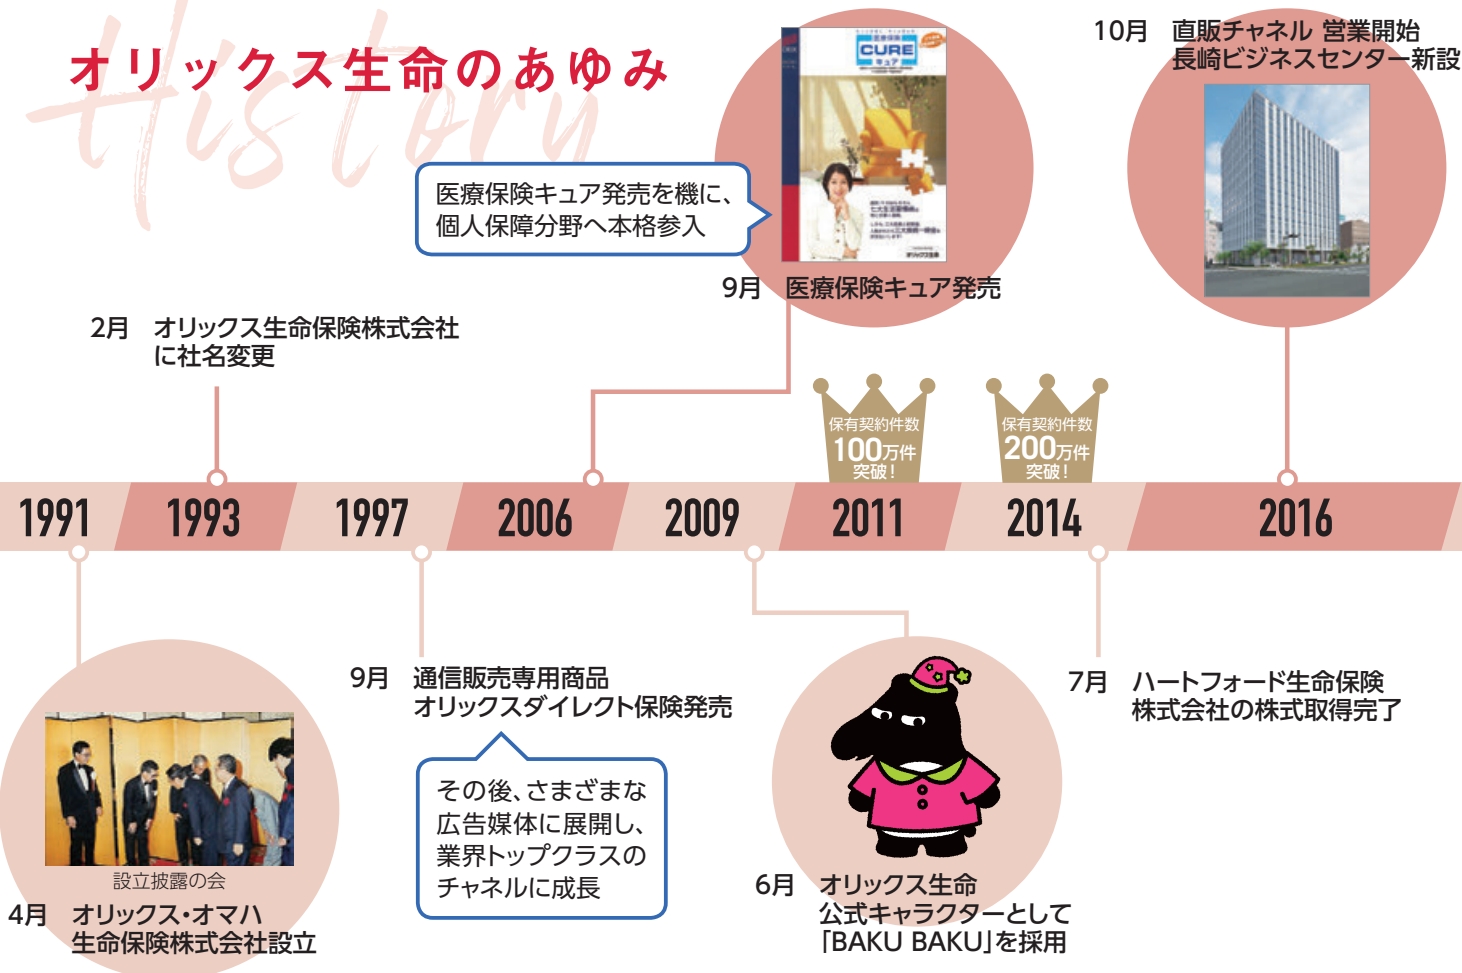 オリックス生命のあゆみ
History
医療保険キュア発売を機に、
個人保障分野へ本格参入
医療保険
CURE
キュア
オリックス生命
9月 医療保険キュア発売
10月 直販チャネル 営業開始
長崎ビジネスセンター新設
2月 オリックス生命保険株式会社
に社名変更
保有契約件数
100万件
突破!
保有契約件数
200万件
突破!
1991
1993
1997
2006
2009
2011
2014
2016
設立披露の会
4月 オリックス・オマハ
生命保険株式会社設立
9月 通信販売専用商品
オリックスダイレクト保険発売
その後、さまざまな
広告媒体に展開し、
業界トップクラスの
チャネルに成長
6月 オリックス生命
公式キャラクターとして
「BAKU BAKU」を採用
7月 ハートフォード生命保険
株式会社の株式取得完了